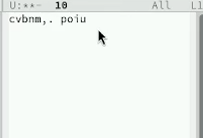 U:**- 10 All L1
cvbnm,. poiu